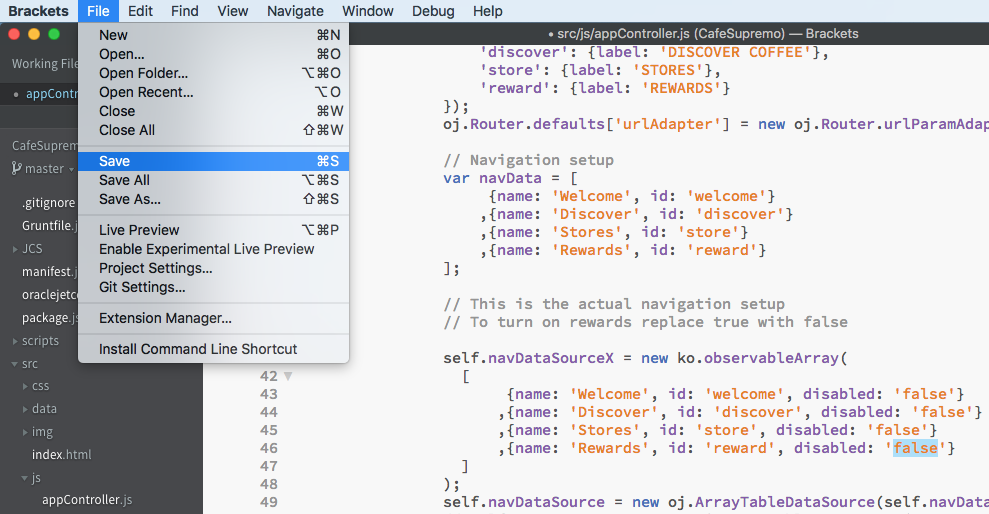 Brackets File Edit Find View Navigate Window Debug Help
• src/js/appController.js (CafeSupremo) — Brackets
New ⌘N
Open... ⌘O
Open Folder... ⌥⌘O
Open Recent... ⌥O
Close ⌘W
Close All ⇧⌘W
Save ⌘S
Save All ⌥⌘S
Save As... ⇧⌘S
Live Preview ⌥⌘P
Enable Experimental Live Preview
Project Settings...
Git Settings...
Extension Manager...
Install Command Line Shortcut
Working File
• appContr
CafeSuprem
master
.gitignore
Gruntfile.j
JCS
manifest.j
oraclejetco
package.js
scripts
src
css
data
img
index.html
js
appController.js
'discover': {label: 'DISCOVER COFFEE'},
'store': {label: 'STORES'},
'reward': {label: 'REWARDS'}
});
oj.Router.defaults['urlAdapter'] = new oj.Router.urlParamAdap
// Navigation setup
var navData = [
{name: 'Welcome', id: 'welcome'}
,{name: 'Discover', id: 'discover'}
,{name: 'Stores', id: 'store'}
,{name: 'Rewards', id: 'reward'}
];
// This is the actual navigation setup
// To turn on rewards replace true with false
self.navDataSourceX = new ko.observableArray(
42 [
43 {name: 'Welcome', id: 'welcome', disabled: 'false'}
44 ,{name: 'Discover', id: 'discover', disabled: 'false'}
45 ,{name: 'Stores', id: 'store', disabled: 'false'}
46 ,{name: 'Rewards', id: 'reward', disabled: 'false'}
47 ]
48 );
49 self.navDataSource = new oj.ArrayTableDataSource(self.navData